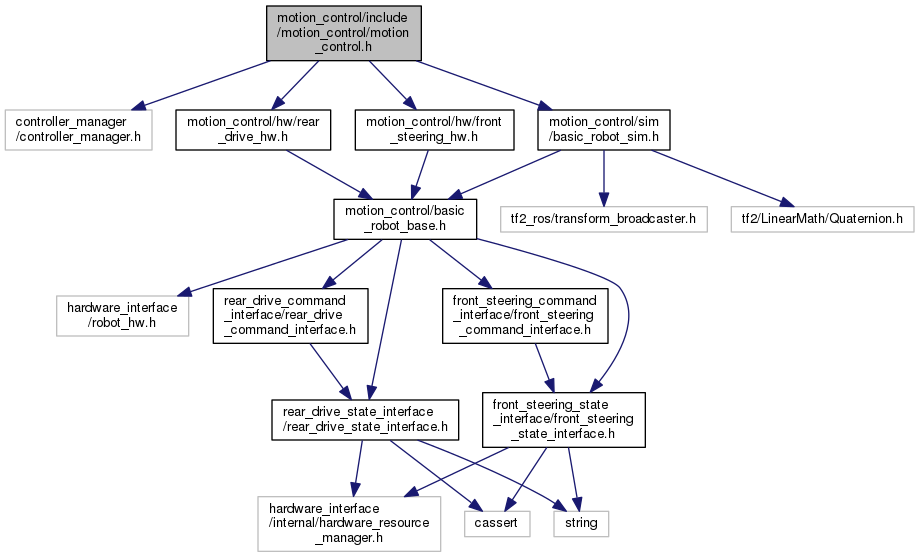 motion_control/include
/motion_control/motion
_control.h
controller_manager
/controller_manager.h
motion_control/hw/rear
_drive_hw.h
motion_control/hw/front
_steering_hw.h
motion_control/sim
/basic_robot_sim.h
motion_control/basic
_robot_base.h
tf2_ros/transform_broadcaster.h
tf2/LinearMath/Quaternion.h
hardware_interface
/robot_hw.h
rear_drive_command
_interface/rear_drive
_command_interface.h
front_steering_command
_interface/front_steering
_command_interface.h
rear_drive_state_interface
/rear_drive_state_interface.h
front_steering_state
_interface/front_steering
_state_interface.h
hardware_interface
/internal/hardware_resource
_manager.h
cassert
string